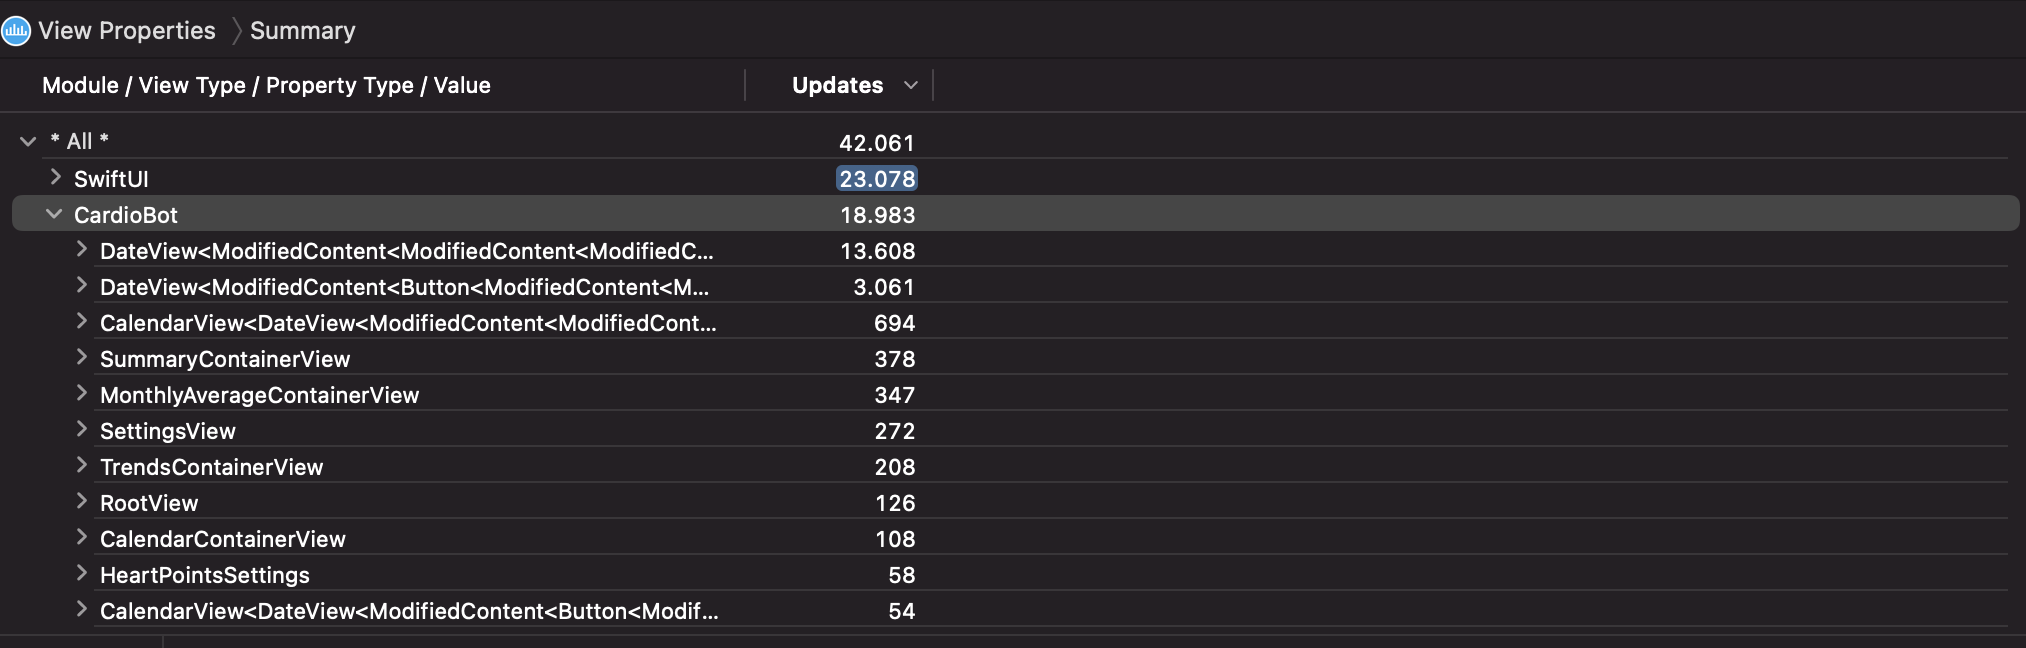 View Properties Summary
Module / View Type / Property Type / Value Updates
* All * 42.061
SwiftUI 23.078
CardioBot 18.983
DateView<ModifiedContent<ModifiedContent<ModifiedC... 13.608
DateView<ModifiedContent<Button<ModifiedContent<M... 3.061
CalendarView<DateView<ModifiedContent<ModifiedCont... 694
SummaryContainerView 378
MonthlyAverageContainerView 347
SettingsView 272
TrendsContainerView 208
RootView 126
CalendarContainerView 108
HeartPointsSettings 58
CalendarView<DateView<ModifiedContent<Button<Modif... 54